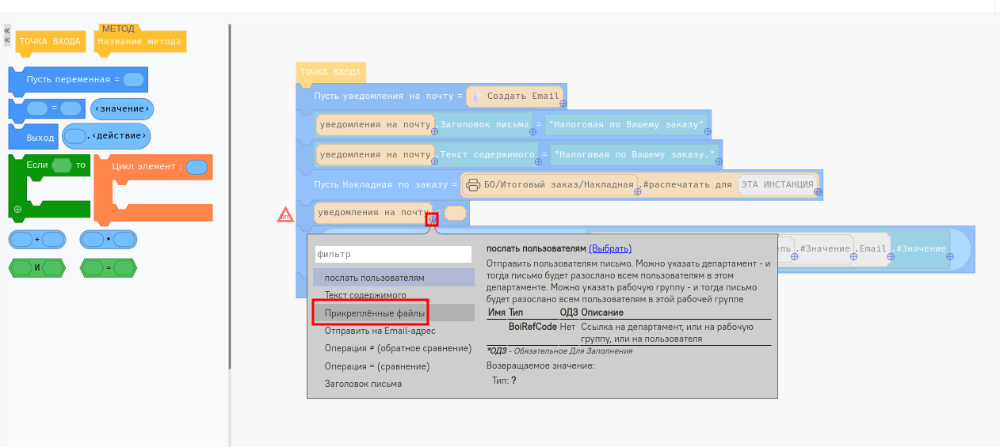 «
«
ТОЧКА ВХОДА
МЕТОД
Название метода
Пусть переменная =
=
‹значение›
Выход
.‹действие›
Если то
Цикл элемент :
+
•
И
=
ТОЧКА ВХОДА
Пусть уведомления на почту = Создать Email
уведомления на почту.Заголовок письма = "Налоговая по Вашему заказу"
уведомления на почту.Текст содержимого = "Налоговая по Вашему заказу."
Пусть Накладная по заказу = БО/Итоговый заказ/Накладная.#распечатать для ЭТА ИНСТАНЦИЯ
err
уведомления на почту =
.#Значение.Email.#Значение
фильтр
послать пользователям
Текст содержимого
Прикреплённые файлы
Отправить на Email-адрес
Операция ≠ (обратное сравнение)
Операция = (сравнение)
Заголовок письма
послать пользователям (Выбрать)
Отправить пользователям письмо. Можно указать департамент - и
тогда письмо будет разослано всем пользователям в этом
департаменте. Можно указать рабочую группу - и тогда письмо
будет разослано всем пользователям в этой рабочей группе
Имя Тип ОДЗ Описание
BoiRefCode Нет Ссылка на департамент, или на рабочую
группу, или на пользователя
*ОДЗ - Обязательное Для Заполнения
Возвращаемое значение:
Тип: ?